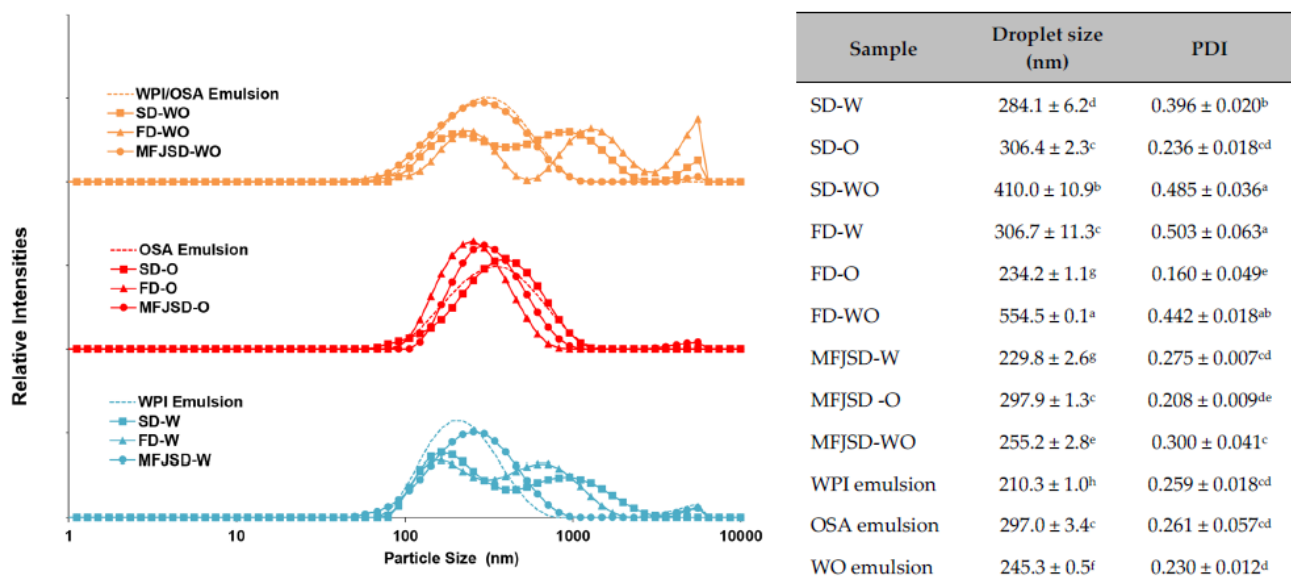 WPI/OSA Emulsion
SD-WO
FD-WO
MFJSD-WO
OSA Emulsion
SD-O
FD-O
MFJSD-O
WPI Emulsion
SD-W
FD-W
MFJSD-W
Relative Intensities
1 10 100 1000 10000
Particle Size (nm)
Sample Droplet size (nm) PDI
SD-W 284.1 ± 6.2ᵈ 0.396 ± 0.020ᵇ
SD-O 306.4 ± 2.3ᶜ 0.236 ± 0.018ᶜᵈ
SD-WO 410.0 ± 10.9ᵇ 0.485 ± 0.036ᵃ
FD-W 306.7 ± 11.3ᶜ 0.503 ± 0.063ᵃ
FD-O 234.2 ± 1.1ᵍ 0.160 ± 0.049ᵉ
FD-WO 554.5 ± 0.1ᵃ 0.442 ± 0.018ᵃᵇ
MFJSD-W 229.8 ± 2.6ᵍ 0.275 ± 0.007ᶜᵈ
MFJSD -O 297.9 ± 1.3ᶜ 0.208 ± 0.009ᵈᵉ
MFJSD-WO 255.2 ± 2.8ᵉ 0.300 ± 0.041ᶜ
WPI emulsion 210.3 ± 1.0ʰ 0.259 ± 0.018ᶜᵈ
OSA emulsion 297.0 ± 3.4ᶜ 0.261 ± 0.057ᶜᵈ
WO emulsion 245.3 ± 0.5ᶠ 0.230 ± 0.012ᵈ